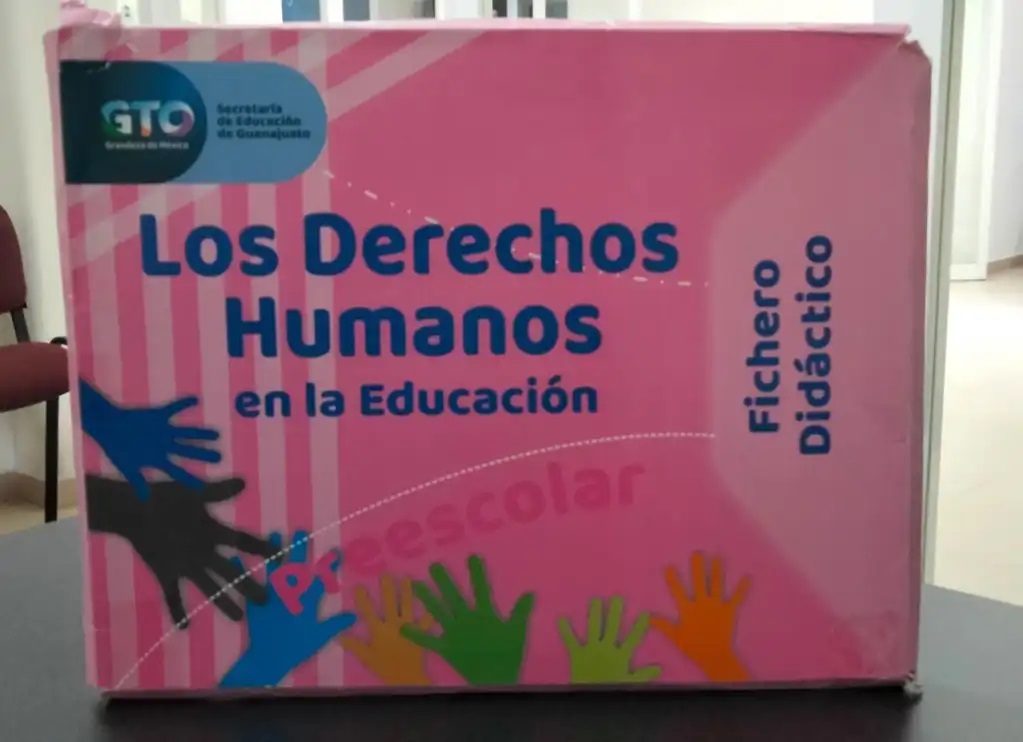 GTO
Grandeza de México
Secretaría
de Educación
de Guanajuato
Los Derechos
Humanos
en la Educación
Preescolar
Fichero
Didáctico